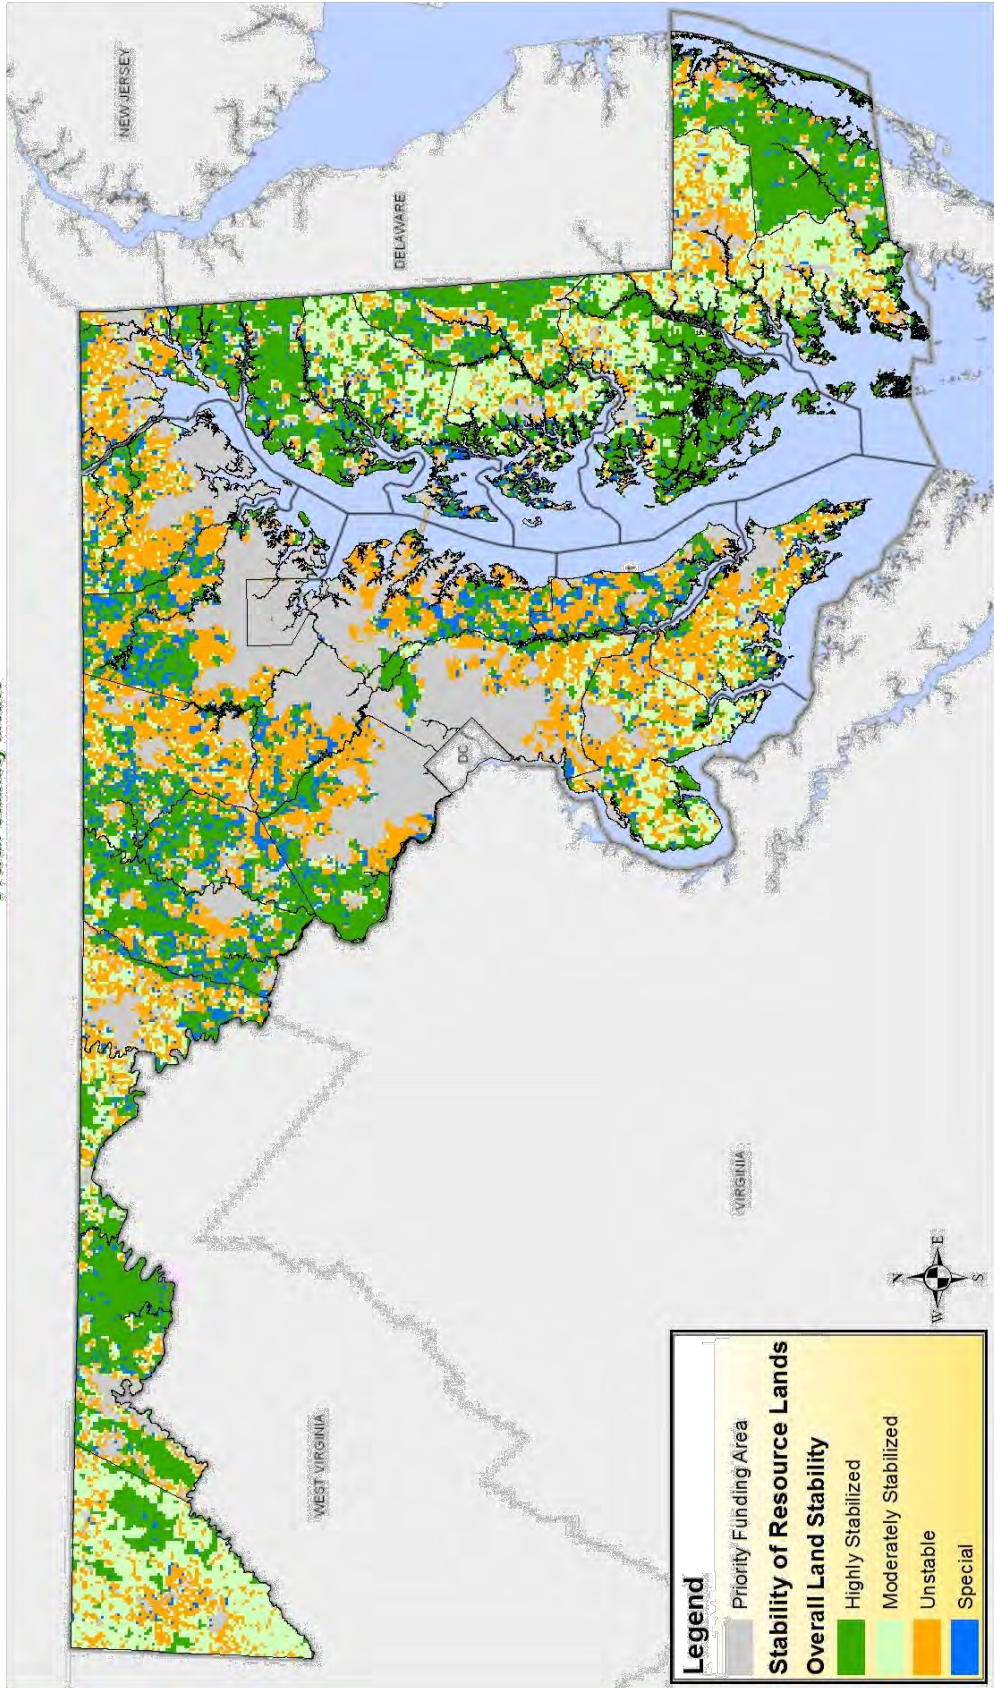 NEW JERSEY
DELAWARE
DC
WEST VIRGINIA
VIRGINIA
N
W
E
S
Legend
Priority Funding Area
Stability of Resource Lands
Overall Land Stability
Highly Stabilized
Moderately Stabilized
Unstable
Special